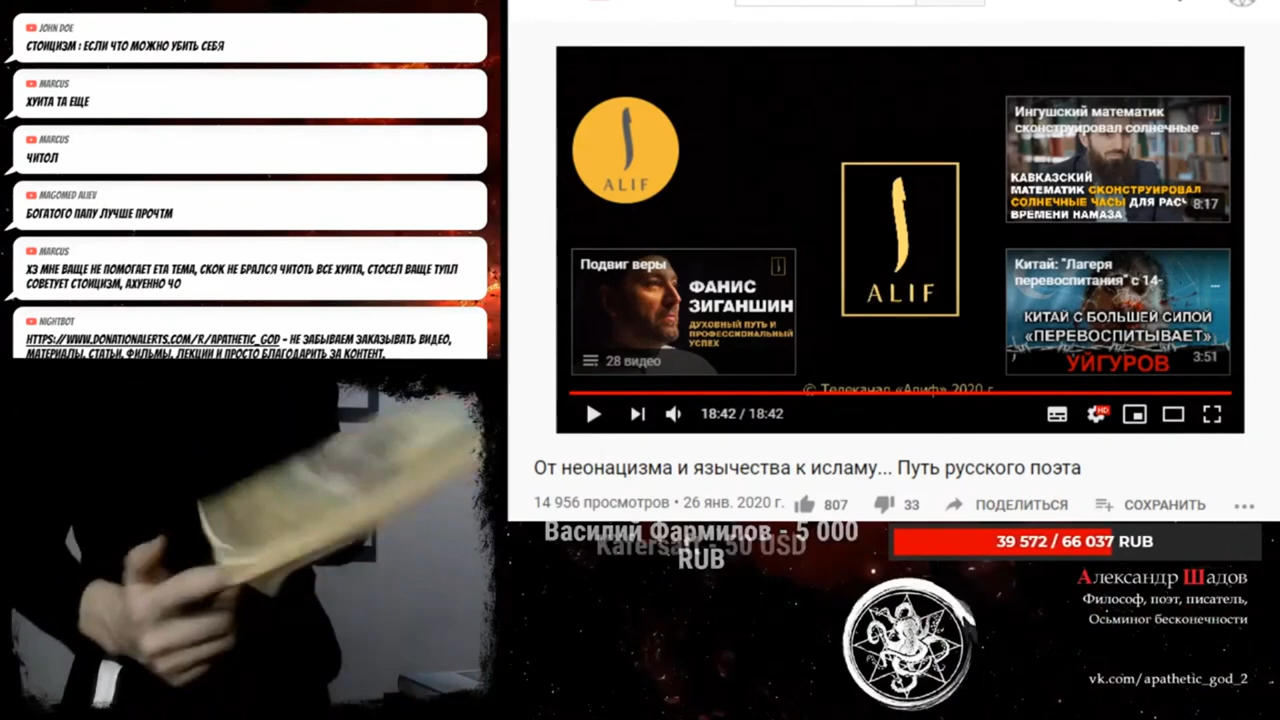 JOHN DOE
СТОИЦИЗМ : ЕСЛИ ЧТО МОЖНО УБИТЬ СЕБЯ
MARCUS
ХУИТА ТА ЕЩЕ
MARCUS
ЧИТОЛ
MAGOMED ALIEV
БОГАТОГО ПАПУ ЛУЧШЕ ПРОЧТМ
MARCUS
ХЗ МНЕ ВАЩЕ НЕ ПОМОГАЕТ ЕТА ТЕМА, СКОК НЕ БРАЛСЯ ЧИТОТЬ ВСЕ ХУИТА, СТОСЕЛ ВАЩЕ ТУПЛ
СОВЕТУЕТ СТОИЦИЗМ, АХУЕННО ЧО
NIGHTBOT
HTTPS://WWW.DONATIONALERTS.COM/R/APATHETIC_GOD - НЕ ЗАБЫВАЕМ ЗАКАЗЫВАТЬ ВИДЕО,
МАТЕРИАЛЫ, СТАТЬИ, ФИЛЬМЫ, ЛЕКЦИИ И ПРОСТО БЛАГОДАРИТЬ ЗА КОНТЕНТ.
ALIF
Подвиг веры
ФАНИС
ЗИГАНШИН
ДУХОВНЫЙ ПУТЬ И
ПРОФЕССИОНАЛЬНЫЙ
УСПЕХ
28 видео
ALIF
Ингушский математик
сконструировал солнечные
...
КАВКАЗСКИЙ
МАТЕМАТИК СКОНСТРУИРОВАЛ
СОЛНЕЧНЫЕ ЧАСЫ ДЛЯ РАСЧ
ВРЕМЕНИ НАМАЗА
8:17
Китай: "Лагеря
перевоспитания" с 14-
...
КИТАЙ С БОЛЬШЕЙ СИЛОЙ
«ПЕРЕВОСПИТЫВАЕТ»
УЙГУРОВ
3:51
© Телеканал «Алиф» 2020 г.
18:42 / 18:42
HD
От неонацизма и язычества к исламу... Путь русского поэта
14 956 просмотров • 26 янв. 2020 г.
807
33
ПОДЕЛИТЬСЯ
СОХРАНИТЬ
Василий Фармилов - 5 000
RUB
- 50 USD
39 572 / 66 037 RUB
Александр Шадов
Философ, поэт, писатель,
Осьминог бесконечности
vk.com/apathetic_god_2